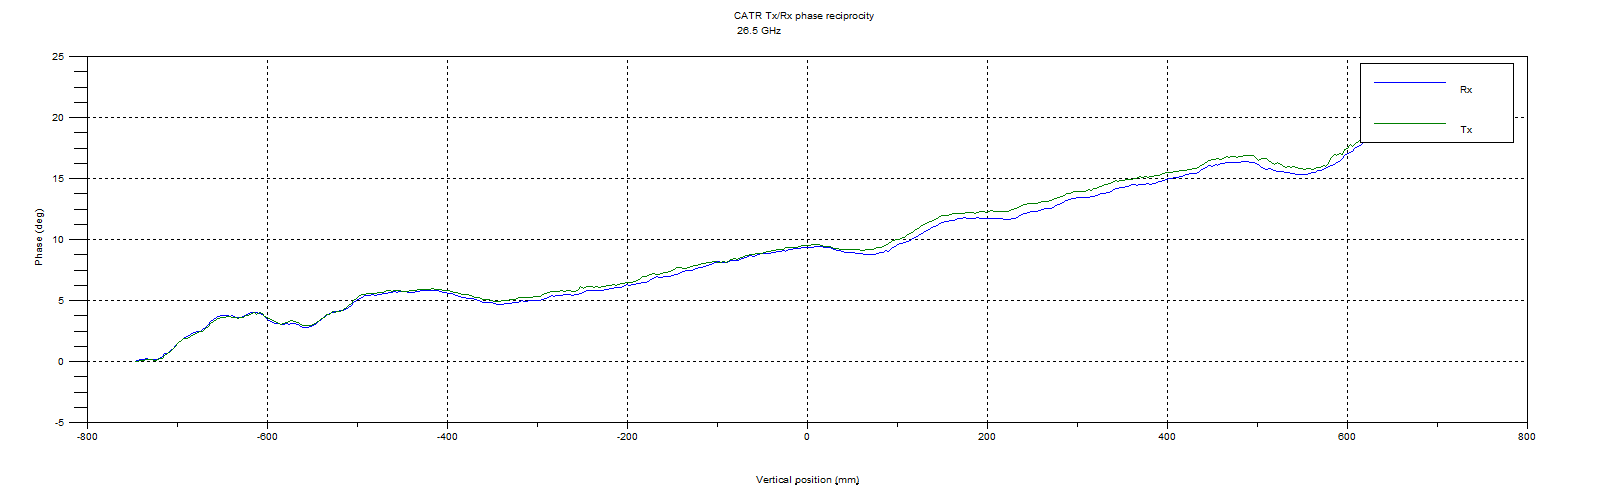 CATR Tx/Rx phase reciprocity
26.5 GHz
25
20
15
10
5
0
-5
Phase (deg)
-800
-600
-400
-200
0
200
400
600
800
Vertical position (mm)
Rx
Tx